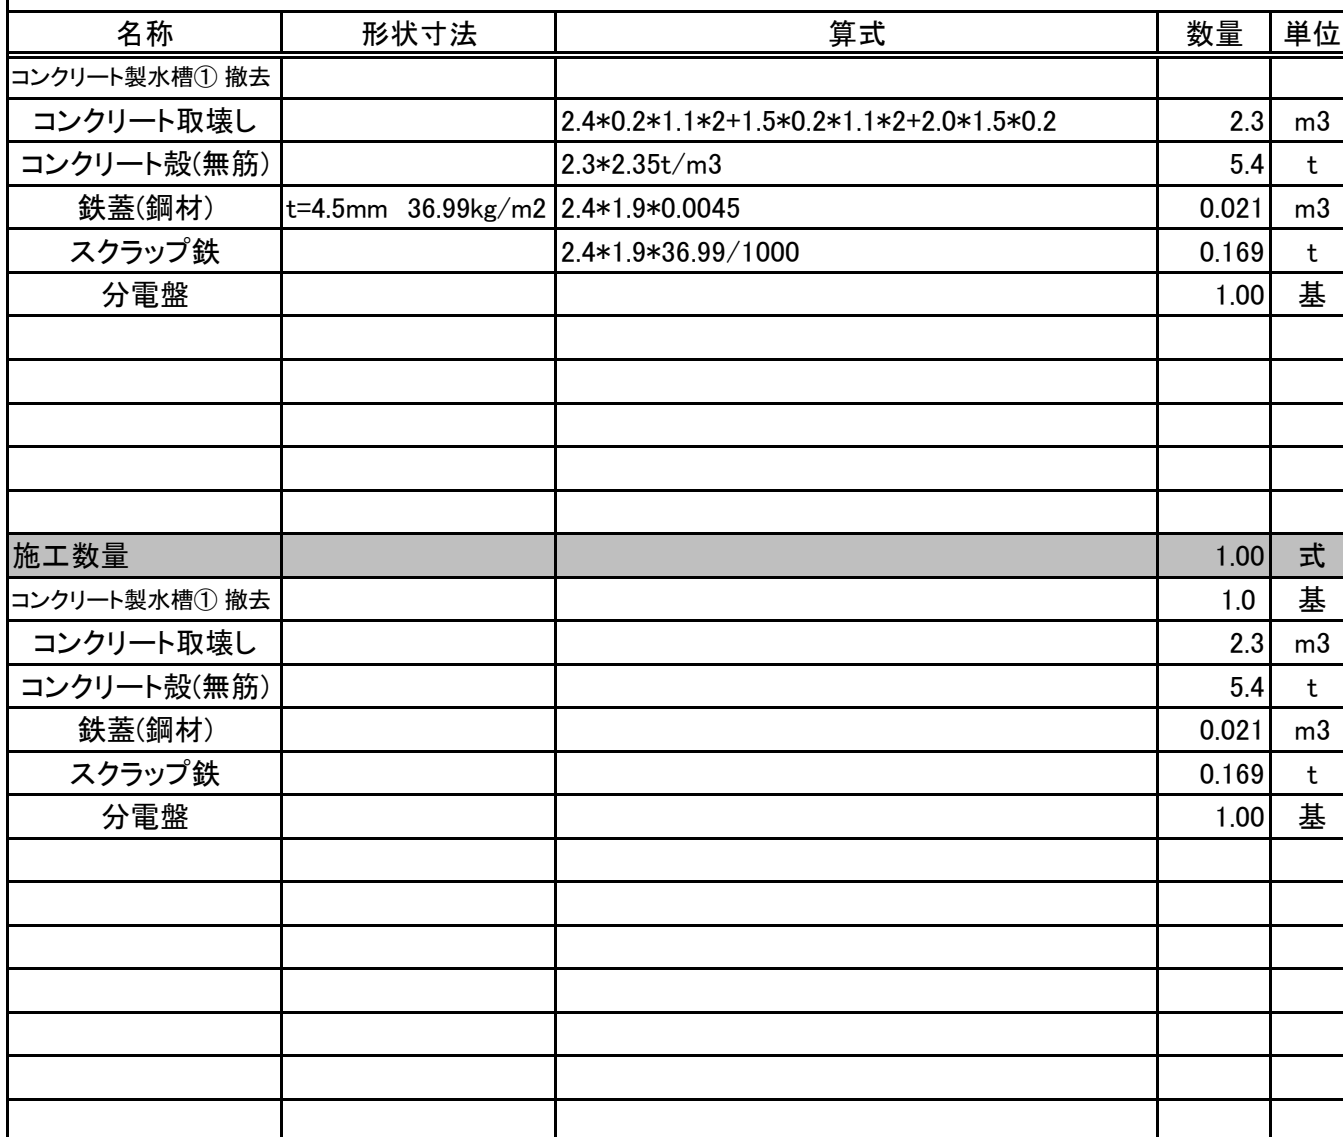 名称 形状寸法 算式 数量 単位
コンクリート製水槽① 撤去
コンクリート取壊し 2.4*0.2*1.1*2+1.5*0.2*1.1*2+2.0*1.5*0.2 2.3 m3
コンクリート殻(無筋) 2.3*2.35t/m3 5.4 t
鉄蓋(鋼材) t=4.5mm 36.99kg/m2 2.4*1.9*0.0045 0.021 m3
スクラップ鉄 2.4*1.9*36.99/1000 0.169 t
分電盤 1.00 基
施工数量 1.00 式
コンクリート製水槽① 撤去 1.0 基
コンクリート取壊し 2.3 m3
コンクリート殻(無筋) 5.4 t
鉄蓋(鋼材) 0.021 m3
スクラップ鉄 0.169 t
分電盤 1.00 基